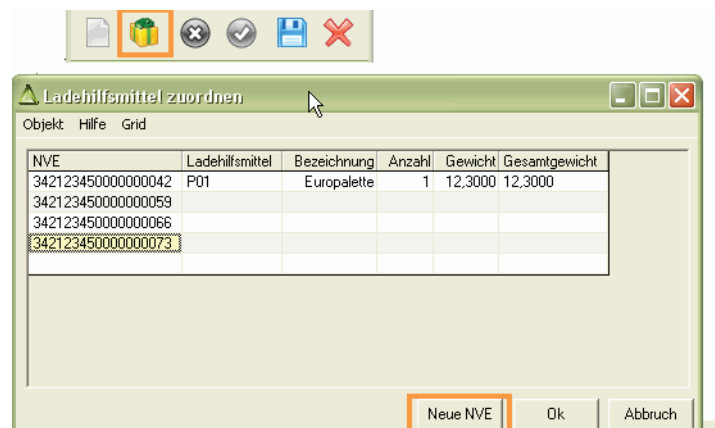 Ladehilfsmittel zuordnen
Objekt Hilfe Grid
NVE Ladehilfsmittel Bezeichnung Anzahl Gewicht Gesamtgewicht
342123450000000042 P01 Europalette 1 12,3000 12,3000
342123450000000059
342123450000000066
342123450000000073
Neue NVE Ok Abbruch